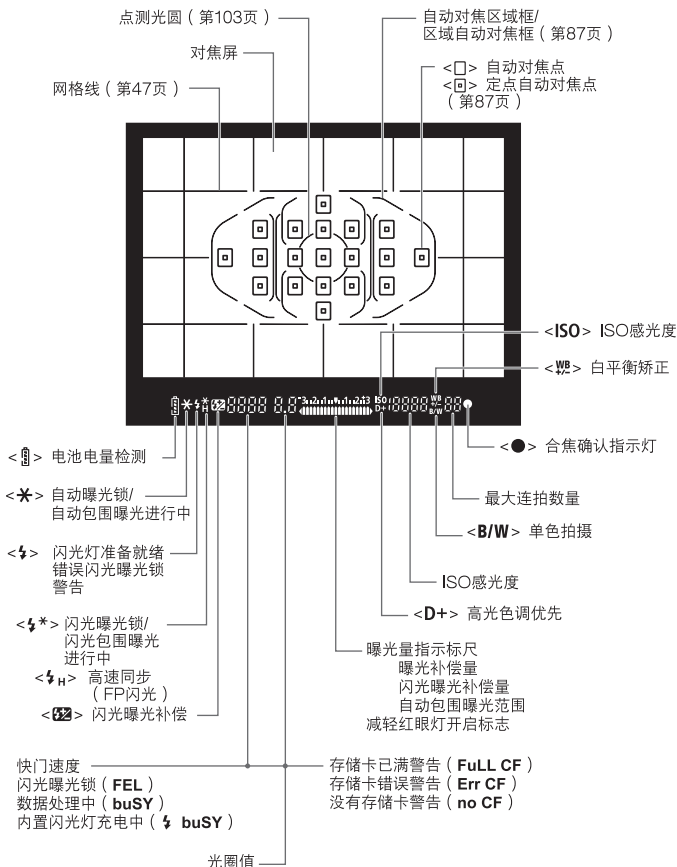 点测光圆（第103页）
自动对焦区域框/
区域自动对焦框（第87页）
对焦屏
<□> 自动对焦点
<▣> 定点自动对焦点
（第87页）
网格线（第47页）
<ISO> ISO感光度
<WB +/-> 白平衡矫正
3..2..1..▼..1..2..3 ISO D+ WB +/- B/W
<●> 合焦确认指示灯
<> 电池电量检测
<✱> 自动曝光锁/
自动包围曝光进行中
最大连拍数量
<B/W> 单色拍摄
<⚡> 闪光灯准备就绪
错误闪光曝光锁
警告
ISO感光度
<D+> 高光色调优先
<⚡*> 闪光曝光锁/
闪光包围曝光
进行中
<⚡H> 高速同步
（FP闪光）
<> 闪光曝光补偿
曝光量指示标尺
曝光补偿量
闪光曝光补偿量
自动包围曝光范围
减轻红眼灯开启标志
快门速度
闪光曝光锁（FEL）
数据处理中（buSY）
内置闪光灯充电中（⚡ buSY）
存储卡已满警告（FuLL CF）
存储卡错误警告（Err CF）
没有存储卡警告（no CF）
光圈值